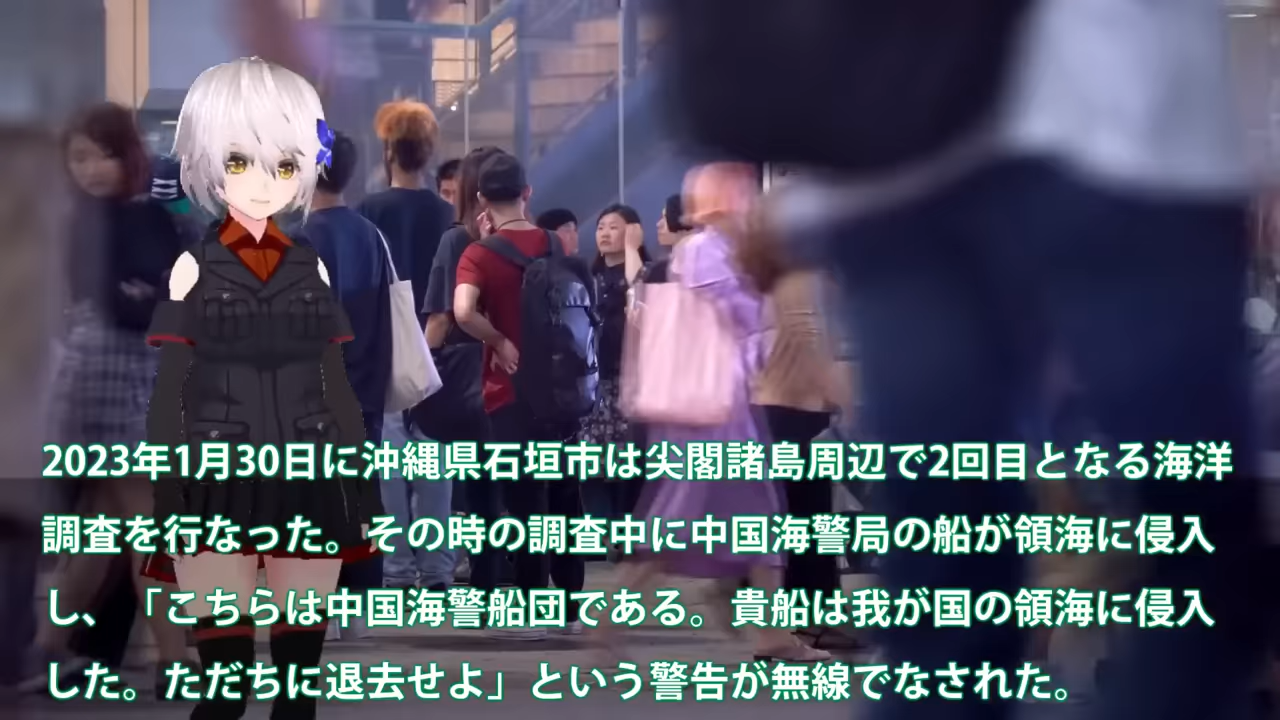 2023年1月30日に沖縄県石垣市は尖閣諸島周辺で2回目となる海洋
調査を行なった。その時の調査中に中国海警局の船が領海に侵入
し、「こちらは中国海警船団である。貴船は我が国の領海に侵入
した。ただちに退去せよ」という警告が無線でなされた。